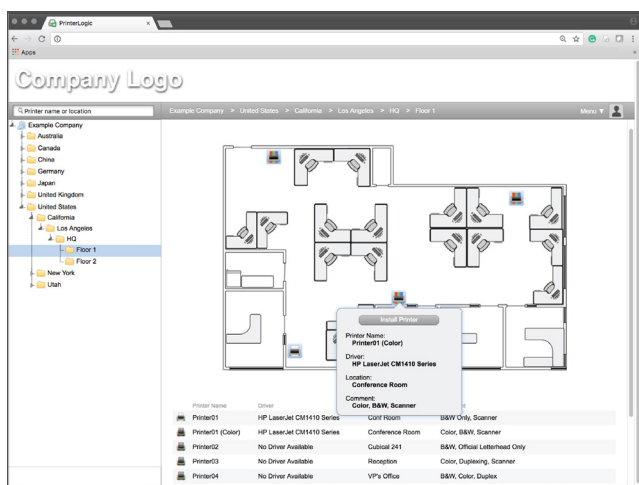 PrinterLogic
Apps
Company Logo
Printer name or location
Example Company > United States > California > Los Angeles > HQ > Floor 1
Menu ▼
Example Company
Australia
Canada
China
Germany
Japan
United Kingdom
United States
California
Los Angeles
HQ
Floor 1
Floor 2
New York
Utah
Install Printer
Printer Name:
Printer01 (Color)
Driver:
HP LaserJet CM1410 Series
Location:
Conference Room
Comment:
Color, B&W, Scanner
Printer Name Driver
Printer01 HP LaserJet CM1410 Series Conf Room B&W Only, Scanner
Printer01 (Color) HP LaserJet CM1410 Series Conference Room Color, B&W, Scanner
Printer02 No Driver Available Cubical 241 B&W, Official Letterhead Only
Printer03 No Driver Available Reception Color, Duplexing, Scanner
Printer04 No Driver Available VP's Office B&W, Color, Duplex